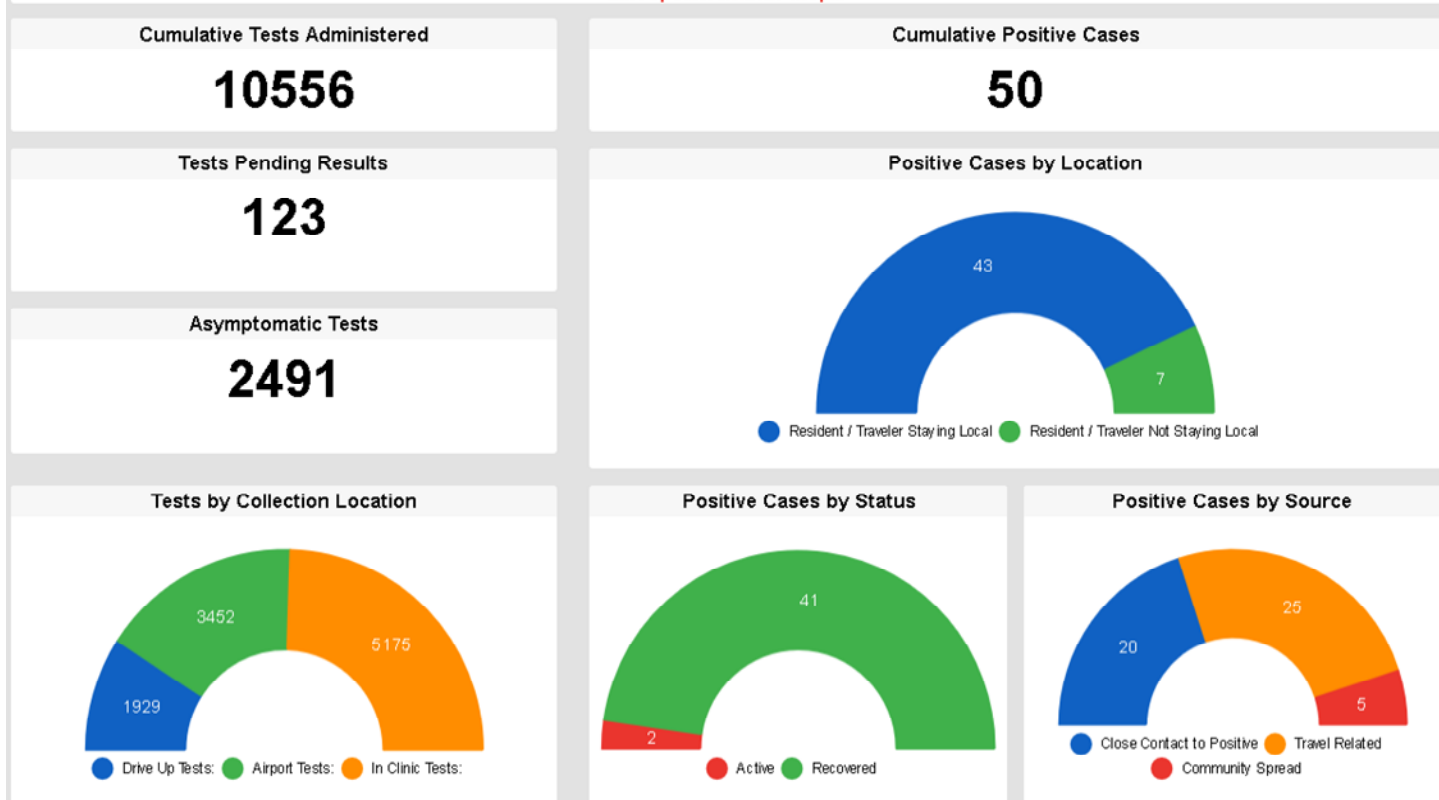 Cumulative Tests Administered
10556
Cumulative Positive Cases
50
Tests Pending Results
123
Positive Cases by Location
43
7
Resident / Traveler Staying Local
Resident / Traveler Not Staying Local
Asymptomatic Tests
2491
Tests by Collection Location
1929
3452
5175
Drive Up Tests: Airport Tests: In Clinic Tests:
Positive Cases by Status
2
41
Active Recovered
Positive Cases by Source
20
25
5
Close Contact to Positive Travel Related
Community Spread